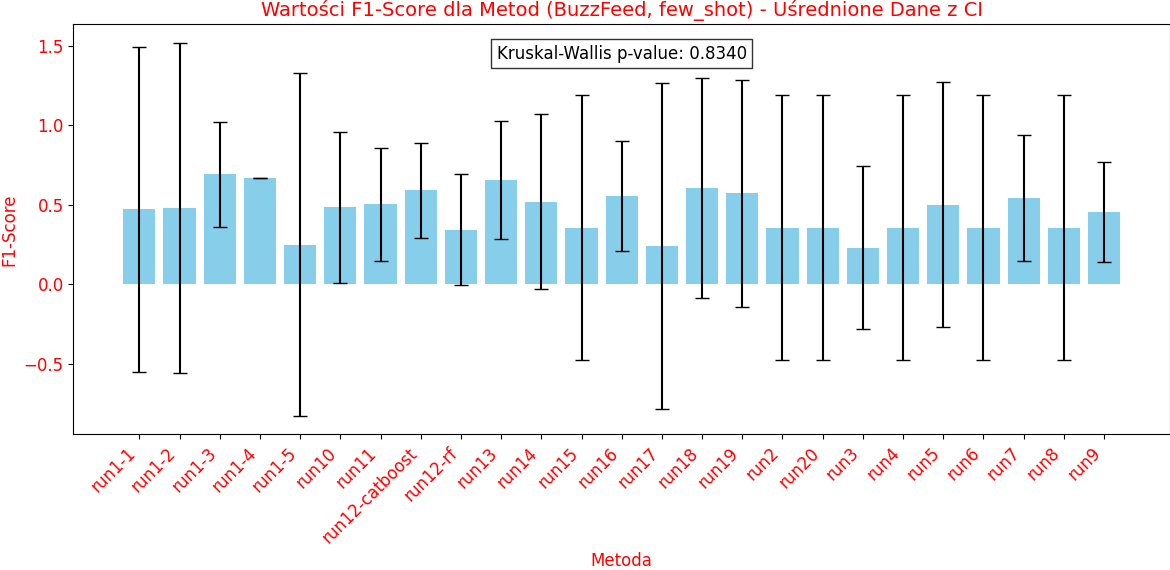 Wartości F1-Score dla Metod (BuzzFeed, few_shot) - Uśrednione Dane z CI
Kruskal-Wallis p-value: 0.8340
F1-Score
1.5
1.0
0.5
0.0
−0.5
run1-1
run1-2
run1-3
run1-4
run1-5
run10
run11
run12-catboost
run12-rf
run13
run14
run15
run16
run17
run18
run19
run2
run20
run3
run4
run5
run6
run7
run8
run9
Metoda